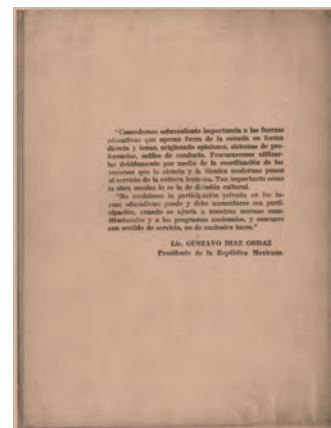 "Concedemos sobresaliente importancia a las fuerzas
educativas que operan fuera de la escuela en forma
directa y tenaz, originando opiniones, sistemas de pre-
ferencias, estilos de conducta. Procuraremos utilizar-
las debidamente por medio de la coordinación de los
recursos que la ciencia y la técnica modernas ponen
al servicio de la cultura humana. Tan importante como
la obra escolar lo es la de difusión cultural.
"No excluimos la participación privada en las ta-
reas educativas; puede y debe aumentarse esa parti-
cipación, cuando se ajusta a nuestras normas cons-
titucionales y a los programas nacionales, y concurre
con sentido de servicio, no de exclusivo lucro."
Lic. GUSTAVO DIAZ ORDAZ
Presidente de la República Mexicana.